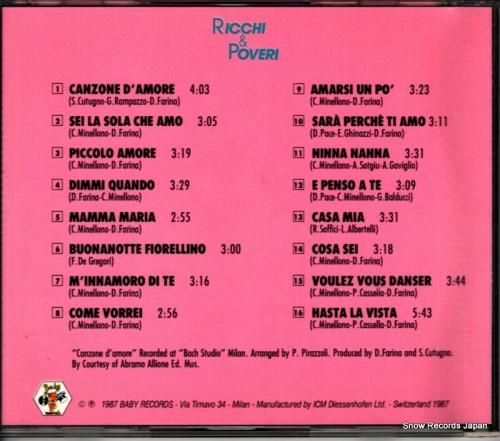 RICCHI
& POVERI
1 CANZONE D'AMORE 4:03
(S.Cutugno-G.Rampazzo-D.Farina)
2 SEI LA SOLA CHE AMO 3:05
(C.Minellono-D.Farina)
3 PICCOLO AMORE 3:19
(C.Minellono-D.Farina)
4 DIMMI QUANDO 3:29
(D.Farina-C.Minellono)
5 MAMMA MARIA 2:55
(C.Minellono-D.Farina)
6 BUONANOTTE FIORELLINO 3:00
(F.De Gregori)
7 M'INNAMORO DI TE 3:16
(C.Minellono-D.Farina)
8 COME VORREI 2:56
(C.Minellono-D.Farina)
9 AMARSI UN PO' 3:23
(C.Minellono-D.Farina)
10 SARÀ PERCHÈ TI AMO 3:11
(D.Pace-E.Ghinazzi-D.Farina)
11 NINNA NANNA 3:31
(C.Minellono-A.Sotgiu-A.Gaviglio)
12 E PENSO A TE 3:09
(D.Pace-C.Minellono-G.Balducci)
13 CASA MIA 3:31
(R.Soffici-L.Albertelli)
14 COSA SEI 3:18
(C.Minellono-D.Farina)
15 VOULEZ VOUS DANSER 3:44
(C.Minellono-P.Cassella-D.Farina)
16 HASTA LA VISTA 5:43
(C.Minellono-P.Cassello-D.Farina)
"Canzone d'amore" Recorded at "Bach Studio" Milan. Arranged by P. Pirazzoli. Produced by D.Farina and S.Cutugno.
By Courtesy of Abramo Allione Ed. Mus.
Baby
© ℗ 1987 BABY RECORDS - Via Timavo 34 - Milan - Manufactured by ICM Diessenhofen Ltd. - Switzerland 1987
Snow Records Japan
www.recordsale.jp